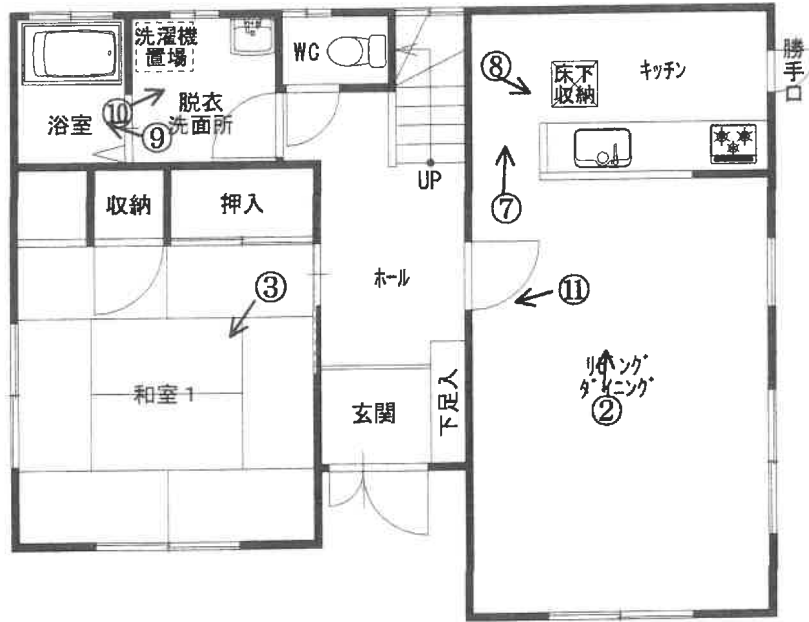 洗濯機
置場
WC
⑧
床下
収納
キッチン
勝手口
⑩
脱衣
洗面所
浴室
⑨
UP
⑦
収納
押入
ホール
③
⑪
和室1
玄関
下足入
リビング
ダイニング
②